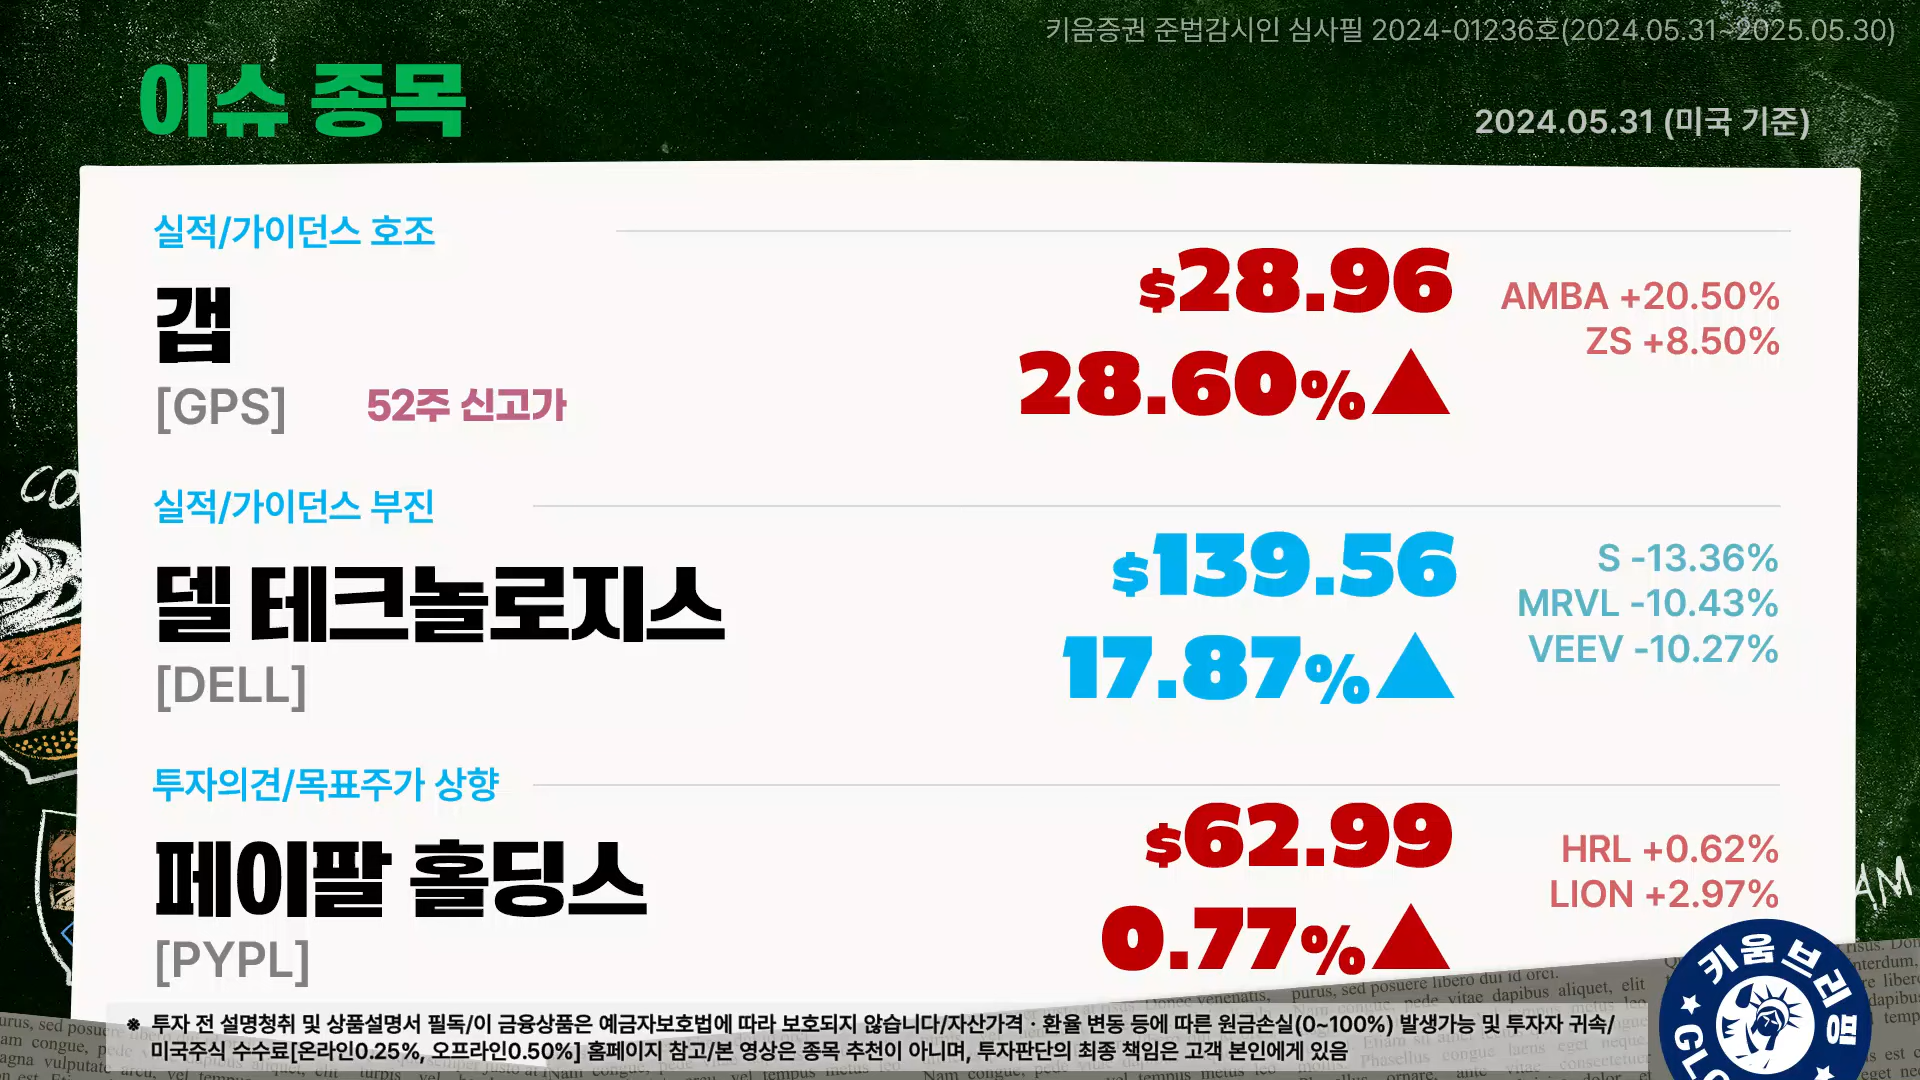 키움증권 준법감시인 심사필 2024-01236호(2024.05.31~2025.05.30)
이슈 종목
2024.05.31 (미국 기준)
실적/가이던스 호조
갭
[GPS]
52주 신고가
$28.96
28.60%▲
AMBA +20.50%
ZS +8.50%
실적/가이던스 부진
델 테크놀로지스
[DELL]
$139.56
17.87%▲
S -13.36%
MRVL -10.43%
VEEV -10.27%
투자의견/목표주가 상향
페이팔 홀딩스
[PYPL]
$62.99
0.77%▲
HRL +0.62%
LION +2.97%
CO
AM
키움 브리핑
※ 투자 전 설명청취 및 상품설명서 필독/이 금융상품은 예금자보호법에 따라 보호되지 않습니다/자산가격 · 환율 변동 등에 따른 원금손실(0~100%) 발생가능 및 투자자 귀속/
미국주식 수수료[온라인0.25%, 오프라인0.50%] 홈페이지 참고/본 영상은 종목 추천이 아니며, 투자판단의 최종 책임은 고객 본인에게 있음